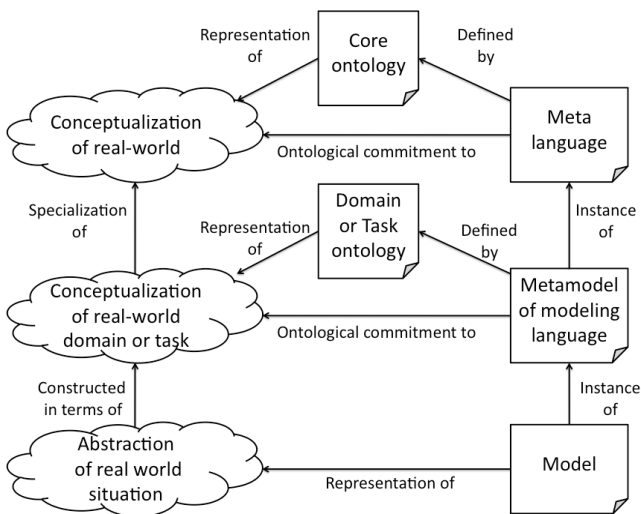 Representation
of
Core
ontology
Defined
by
Conceptualization
of real-world
Ontological commitment to
Meta
language
Specialization
of
Representation
of
Domain
or Task
ontology
Defined
by
Instance
of
Conceptualization
of real-world
domain or task
Ontological commitment to
Metamodel
of modeling
language
Constructed
in terms of
Instance
of
Abstraction
of real world
situation
Representation of
Model